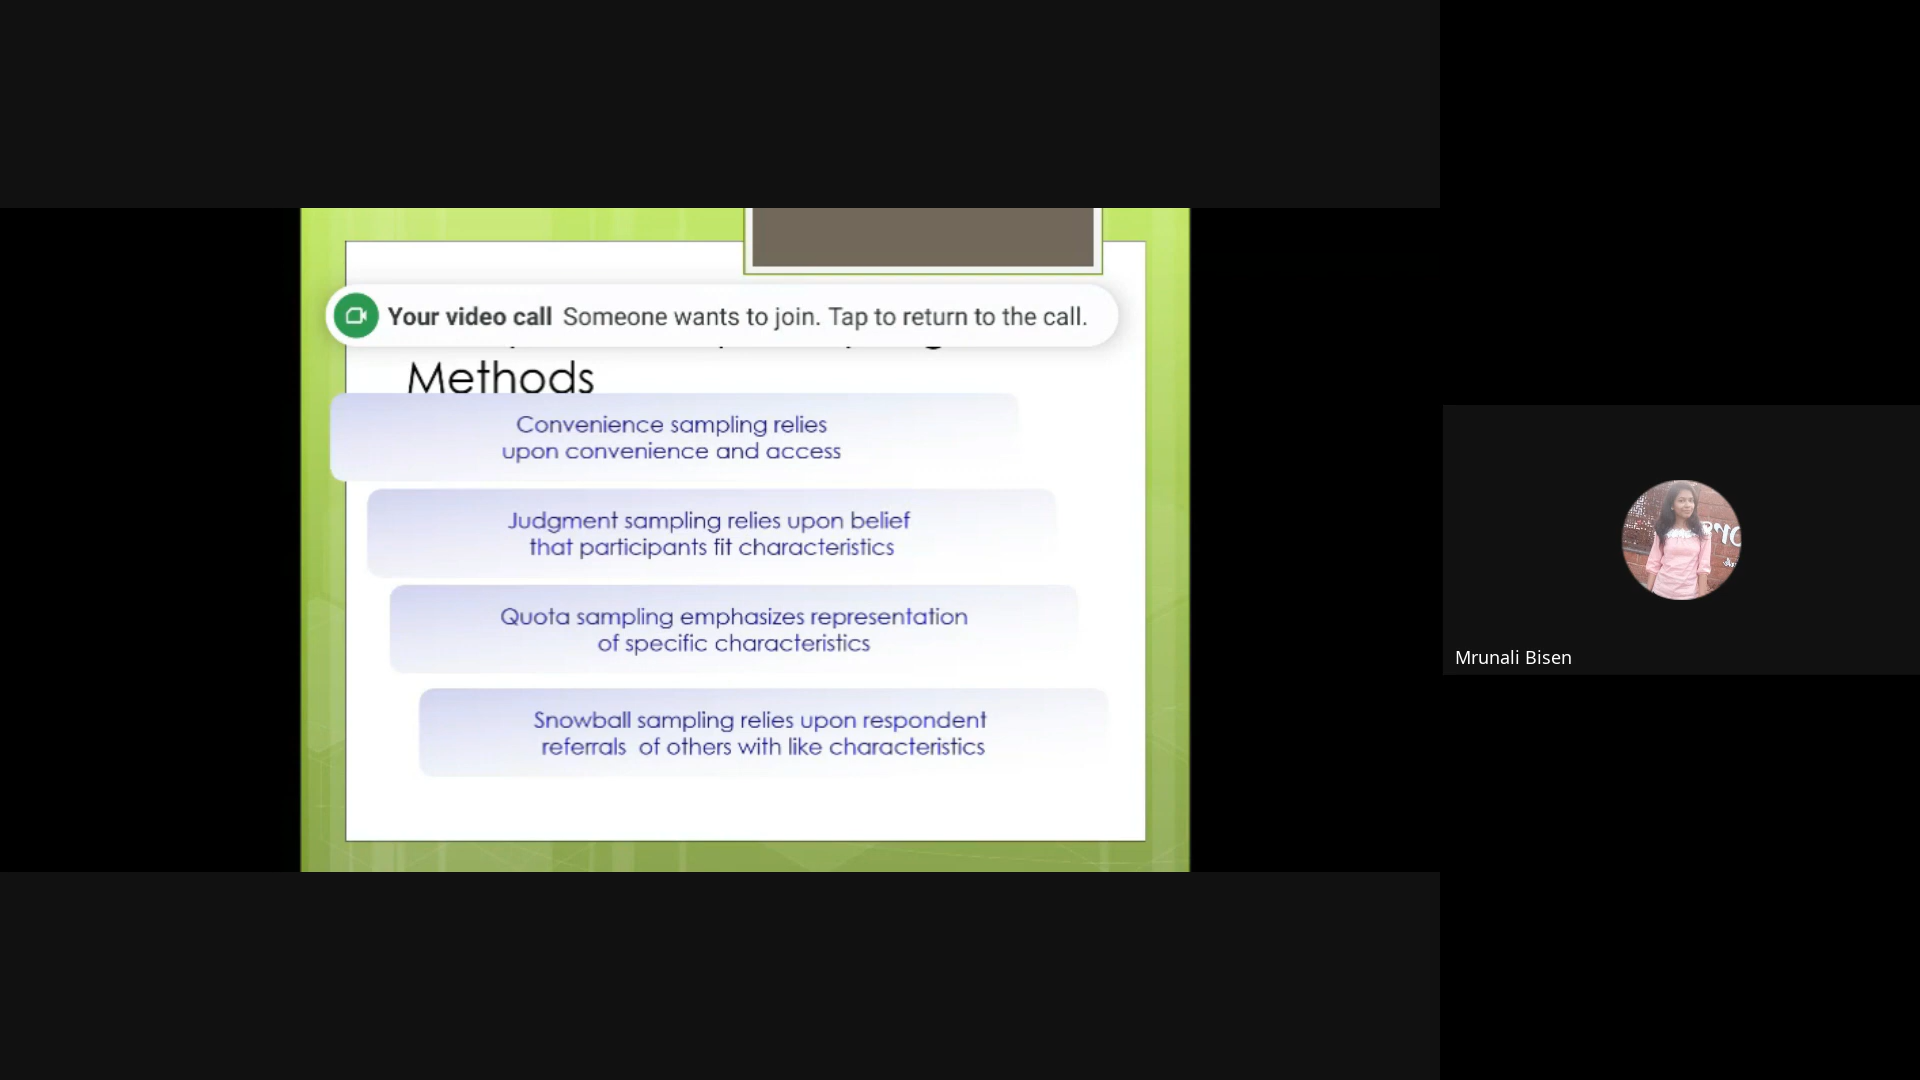 Your video call Someone wants to join. Tap to return to the call.
Methods
Convenience sampling relies
upon convenience and access
Judgment sampling relies upon belief
that participants fit characteristics
Quota sampling emphasizes representation
of specific characteristics
Snowball sampling relies upon respondent
referrals of others with like characteristics
Mrunali Bisen